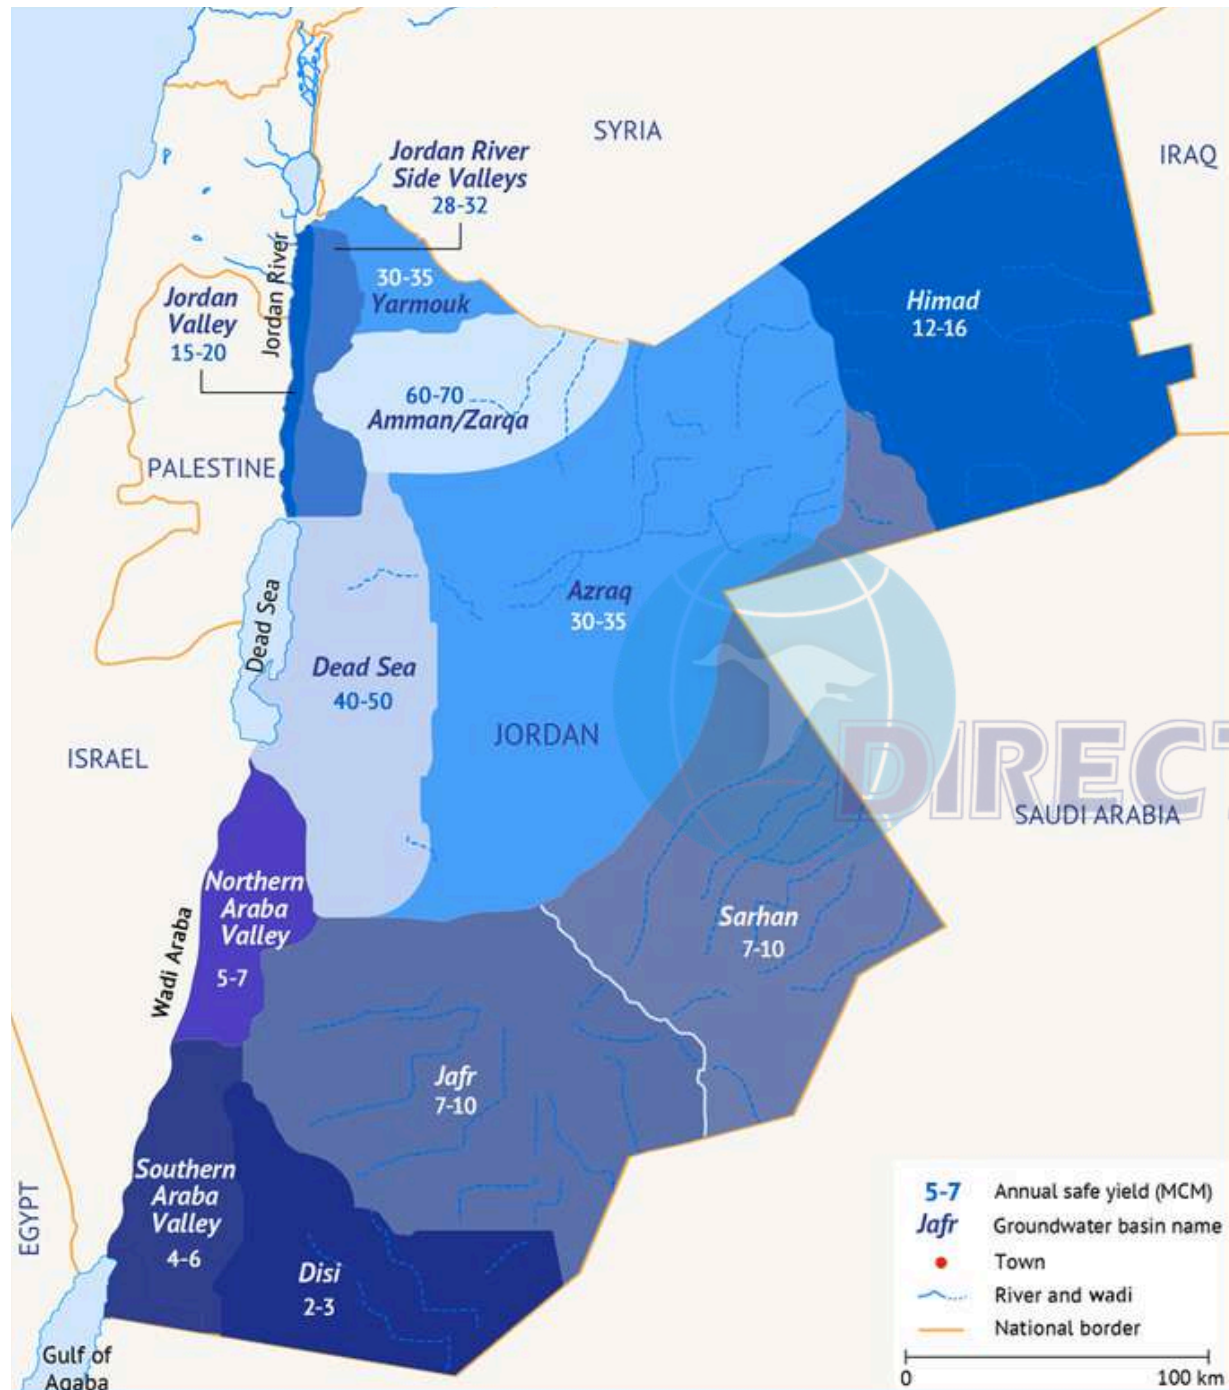 SYRIA
IRAQ
Jordan River
Side Valleys
28-32
Jordan River
30-35
Yarmouk
Jordan
Valley
15-20
Himad
12-16
60-70
Amman/Zarqa
PALESTINE
Azraq
30-35
Dead Sea
Dead Sea
40-50
JORDAN
ISRAEL
DIRECT
SAUDI ARABIA
Northern
Araba
Valley
5-7
Wadi Araba
Sarhan
7-10
Jafr
7-10
Southern
Araba
Valley
4-6
EGYPT
Disi
2-3
Gulf of
Aqaba
5-7 Annual safe yield (MCM)
Jafr Groundwater basin name
Town
River and wadi
National border
0 100 km